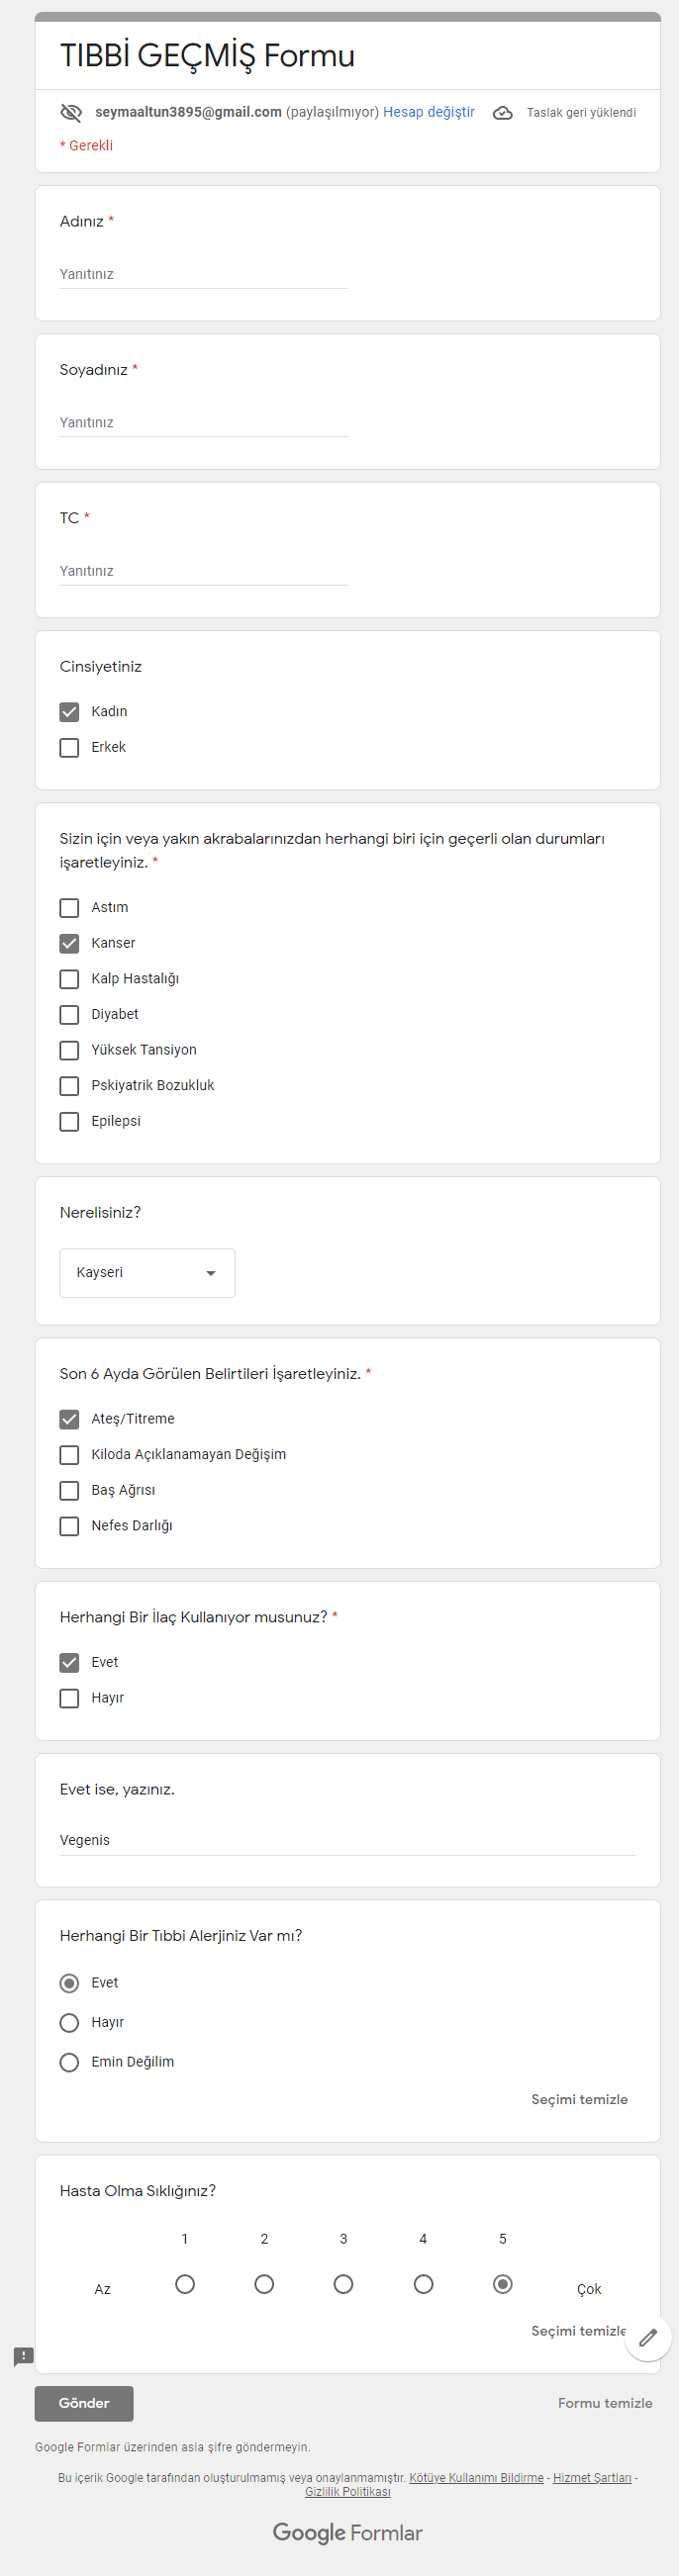 TIBBİ GEÇMİŞ Formu
seymaaltun3895@gmail.com (paylaşılmıyor) Hesap değiştir
Taslak geri yüklendi
* Gerekli
Adınız *
Yanıtınız
Soyadınız *
Yanıtınız
TC *
Yanıtınız
Cinsiyetiniz
Kadın
Erkek
Sizin için veya yakın akrabalarınızdan herhangi biri için geçerli olan durumları
işaretleyiniz. *
Astım
Kanser
Kalp Hastalığı
Diyabet
Yüksek Tansiyon
Pskiyatrik Bozukluk
Epilepsi
Nerelisiniz?
Kayseri
Son 6 Ayda Görülen Belirtileri İşaretleyiniz. *
Ateş/Titreme
Kiloda Açıklanamayan Değişim
Baş Ağrısı
Nefes Darlığı
Herhangi Bir İlaç Kullanıyor musunuz? *
Evet
Hayır
Evet ise, yazınız.
Vegenis
Herhangi Bir Tıbbi Alerjiniz Var mı?
Evet
Hayır
Emin Değilim
Seçimi temizle
Hasta Olma Sıklığınız?
1 2 3 4 5
Az Çok
Seçimi temizle
Gönder
Formu temizle
Google Formlar üzerinden asla şifre göndermeyin.
Bu içerik Google tarafından oluşturulmamış veya onaylanmamıştır. Kötüye Kullanımı Bildirme - Hizmet Şartları -
Gizlilik Politikası
Google Formlar